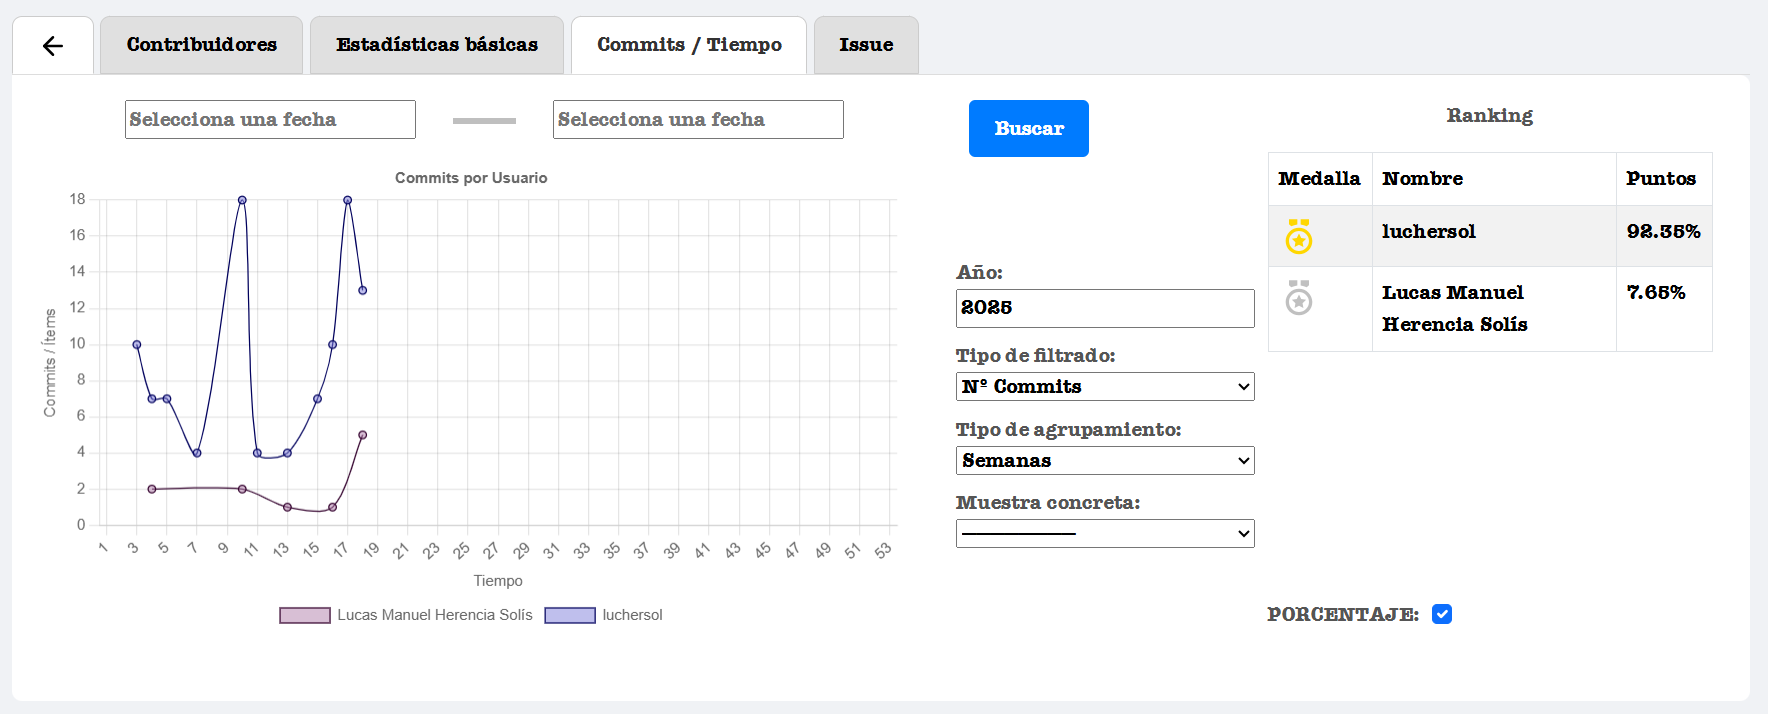 Contribuidores
Estadísticas básicas
Commits / Tiempo
Issue
Selecciona una fecha
Selecciona una fecha
Buscar
Commits por Usuario
18
16
14
12
10
8
6
4
2
0
Commits / Ítems
1 3 5 7 9 11 13 15 17 19 21 23 25 27 29 31 33 35 37 39 41 43 45 47 49 51 53
Tiempo
Lucas Manuel Herencia Solís
luchersol
Año:
2025
Tipo de filtrado:
Nº Commits
Tipo de agrupamiento:
Semanas
Muestra concreta:
Ranking
Medalla Nombre Puntos
luchersol 92.35%
Lucas Manuel 7.65%
Herencia Solís
PORCENTAJE: